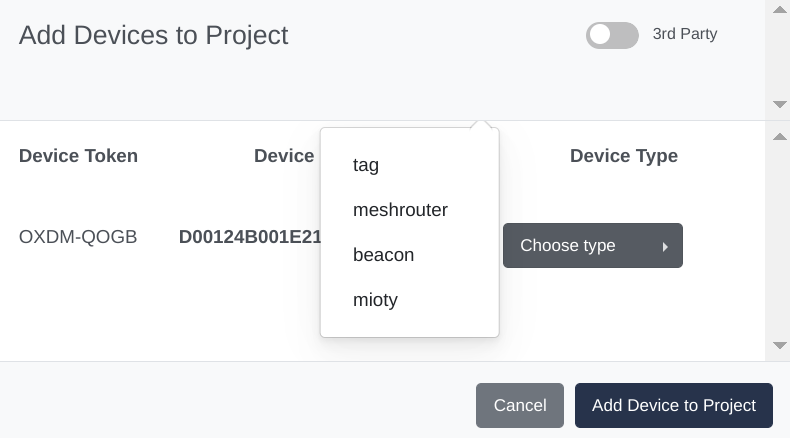 Add Devices to Project
3rd Party
Device Token
Device
Device Type
tag
meshrouter
beacon
mioty
OXDM-QOGB
D00124B001E21
Choose type
Cancel
Add Device to Project